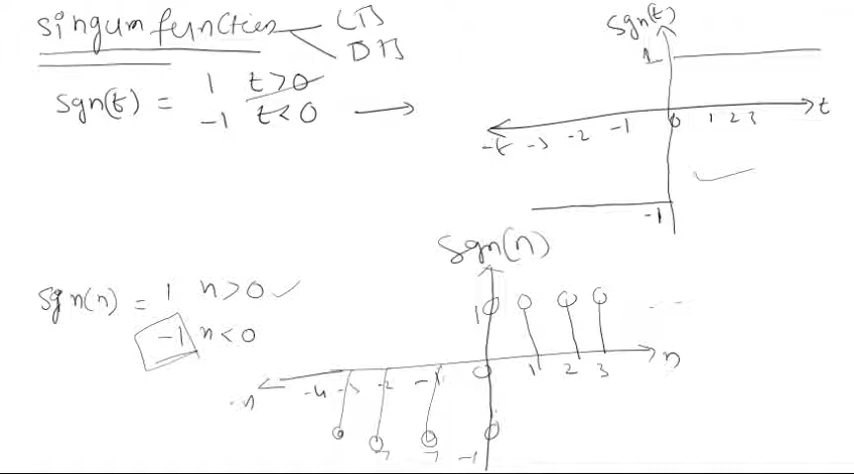 Singum function
CTS
DTS
Sgn(t) = 1 t>0
-1 t<0
Sgn(t)
1
t
-t -3 -2 -1 0 1 2 3
-1
Sgn(n)
Sgn(n) = 1 n>0
-1 n<0
1
n
-n -4 -3 -2 -1 0 1 2 3
-1